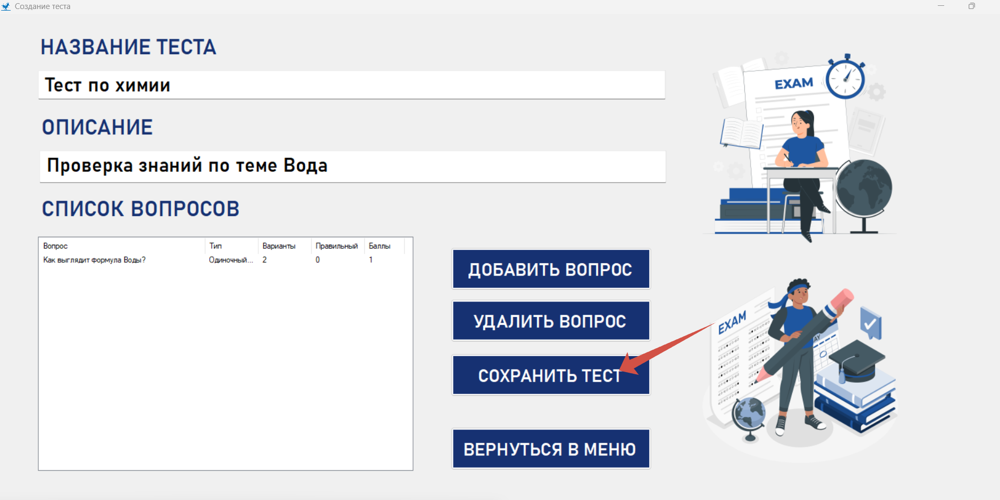 Создание теста
НАЗВАНИЕ ТЕСТА
Тест по химии
ОПИСАНИЕ
Проверка знаний по теме Вода
СПИСОК ВОПРОСОВ
Вопрос Тип Варианты Правильный Баллы
Как выглядит формула Воды? Одиночный... 2 0 1
ДОБАВИТЬ ВОПРОС
УДАЛИТЬ ВОПРОС
СОХРАНИТЬ ТЕСТ
ВЕРНУТЬСЯ В МЕНЮ
EXAM
EXAM